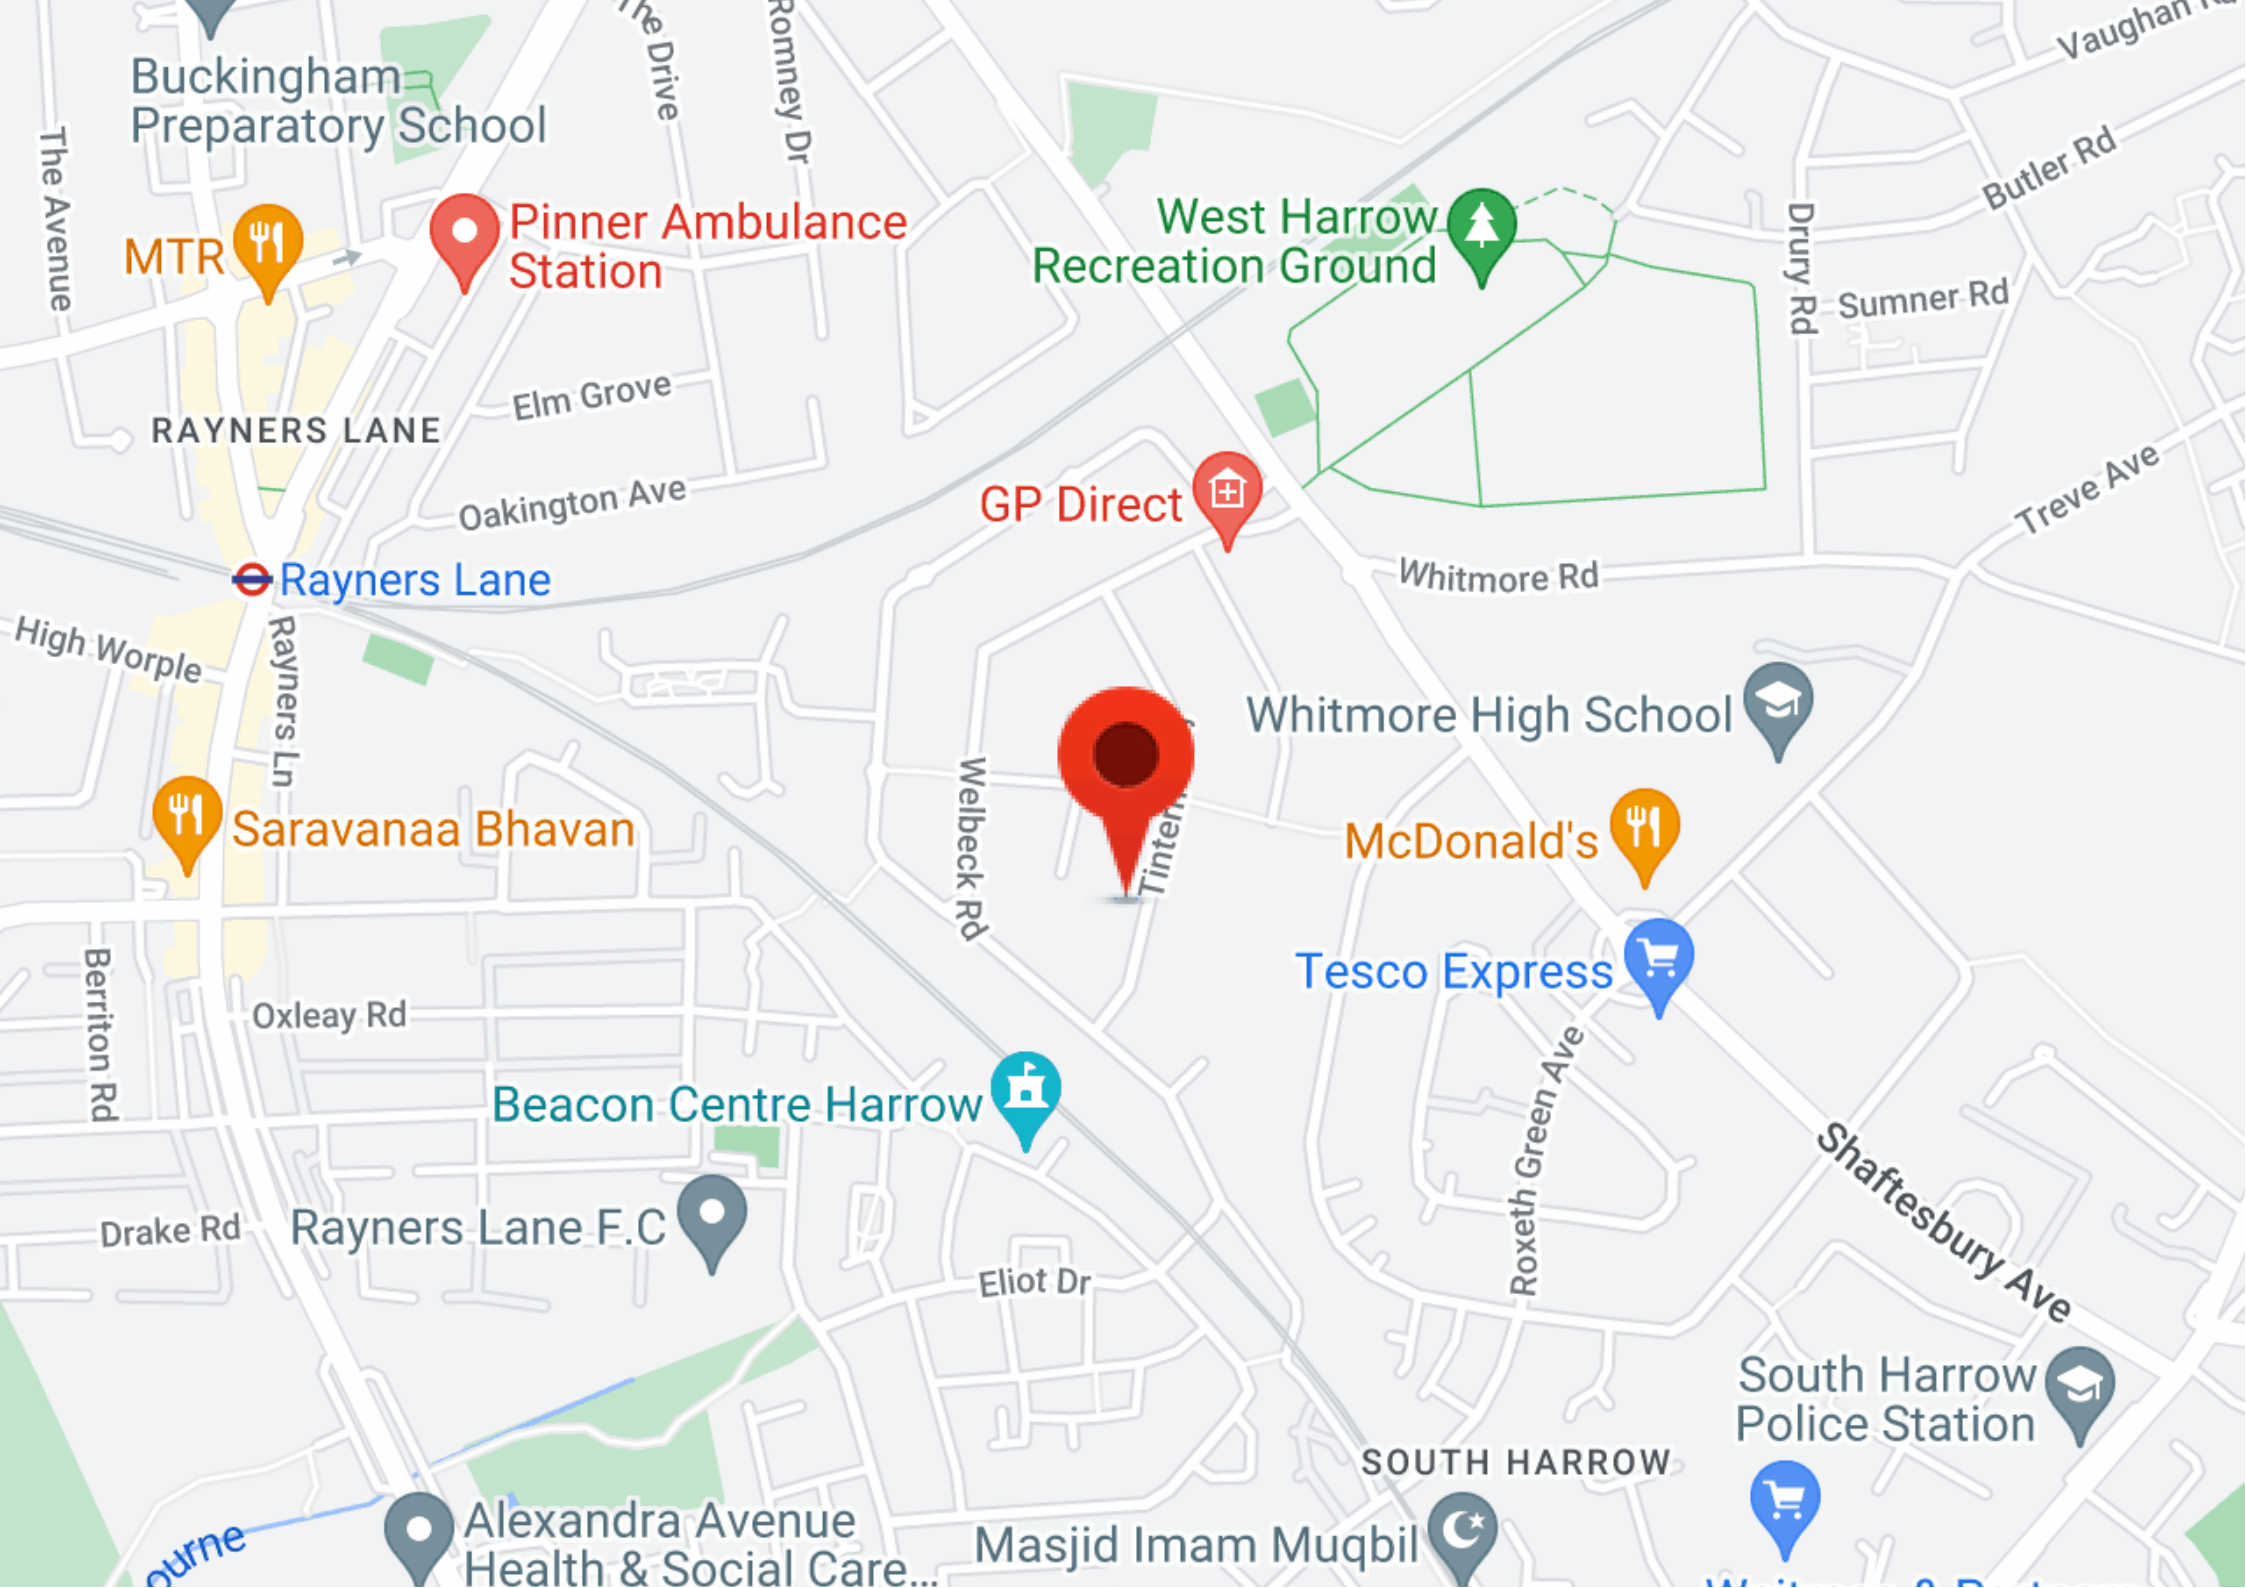 The Drive
Romney Dr
Vaughan
Buckingham
Preparatory School
The Avenue
Butler Rd
MTR
Pinner Ambulance
Station
West Harrow
Recreation Ground
Drury Rd
Sumner Rd
Elm Grove
RAYNERS LANE
Oakington Ave
GP Direct
Treve Ave
Rayners Lane
Whitmore Rd
High Worple
Rayners Ln
Whitmore High School
Welbeck Rd
Saravanaa Bhavan
Tintern
McDonald's
Tesco Express
Berriton Rd
Oxleay Rd
Beacon Centre Harrow
Roxeth Green Ave
Shaftesbury Ave
Drake Rd
Rayners Lane F.C
Eliot Dr
South Harrow
Police Station
SOUTH HARROW
Alexandra Avenue
Health & Social Care...
Masjid Imam Muqbil
ourne